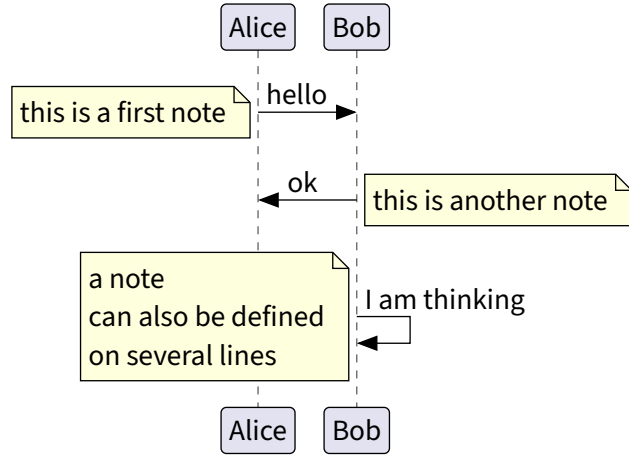 Alice
Bob
this is a first note
hello
ok
this is another note
a note
can also be defined
on several lines
I am thinking
Alice
Bob